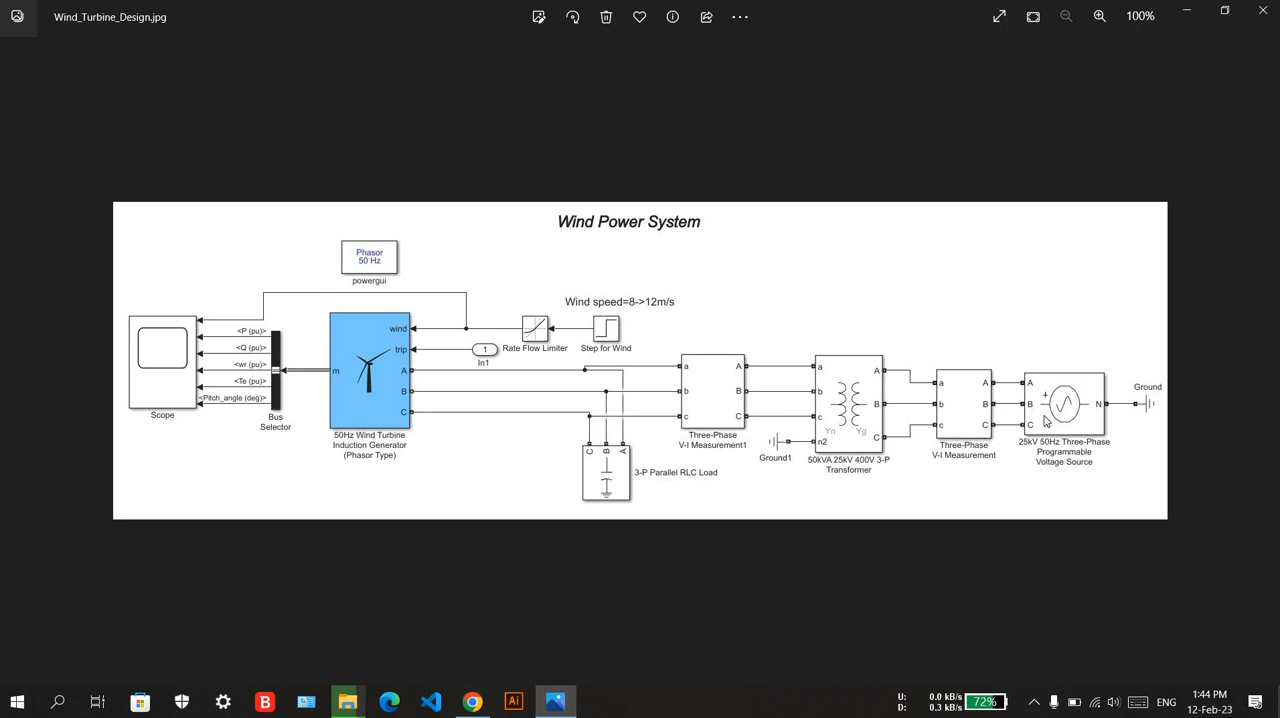 Wind_Turbine_Design.jpg
100%
Wind Power System
Phasor
50 Hz
powergui
Wind speed=8->12m/s
<P (pu)>
<Q (pu)>
<wr (pu)>
<Te (pu)>
<Pitch_angle (deg)>
Scope
Bus
Selector
wind
trip
m
A
B
C
50Hz Wind Turbine
Induction Generator
(Phasor Type)
1
In1
Rate Flow Limiter
Step for Wind
C
B
A
3-P Parallel RLC Load
a
b
c
A
B
C
Three-Phase
V-I Measurement1
Ground1
a
b
c
n2
A
B
C
Yn
Yg
50kVA 25kV 400V 3-P
Transformer
a
b
c
A
B
C
Three-Phase
V-I Measurement
A
B
C
N
25kV 50Hz Three-Phase
Programmable
Voltage Source
Ground
B
Ai
U: 0.0 kB/s
D: 0.3 kB/s
72%
ENG
1:44 PM
12-Feb-23